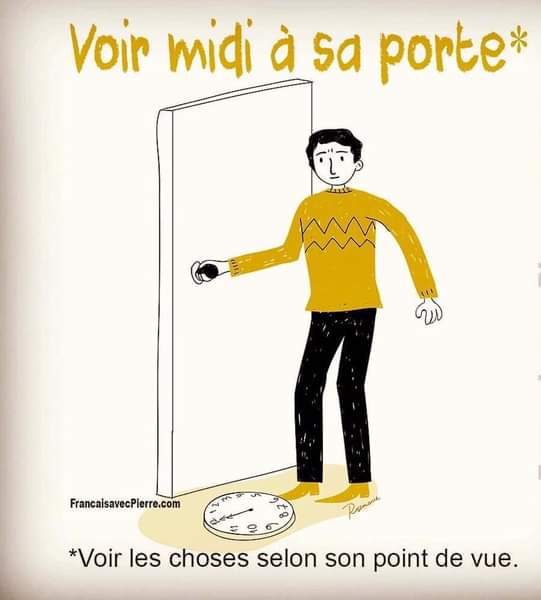 Voir midi à sa porte*
FrancaisavecPierre.com
*Voir les choses selon son point de vue.